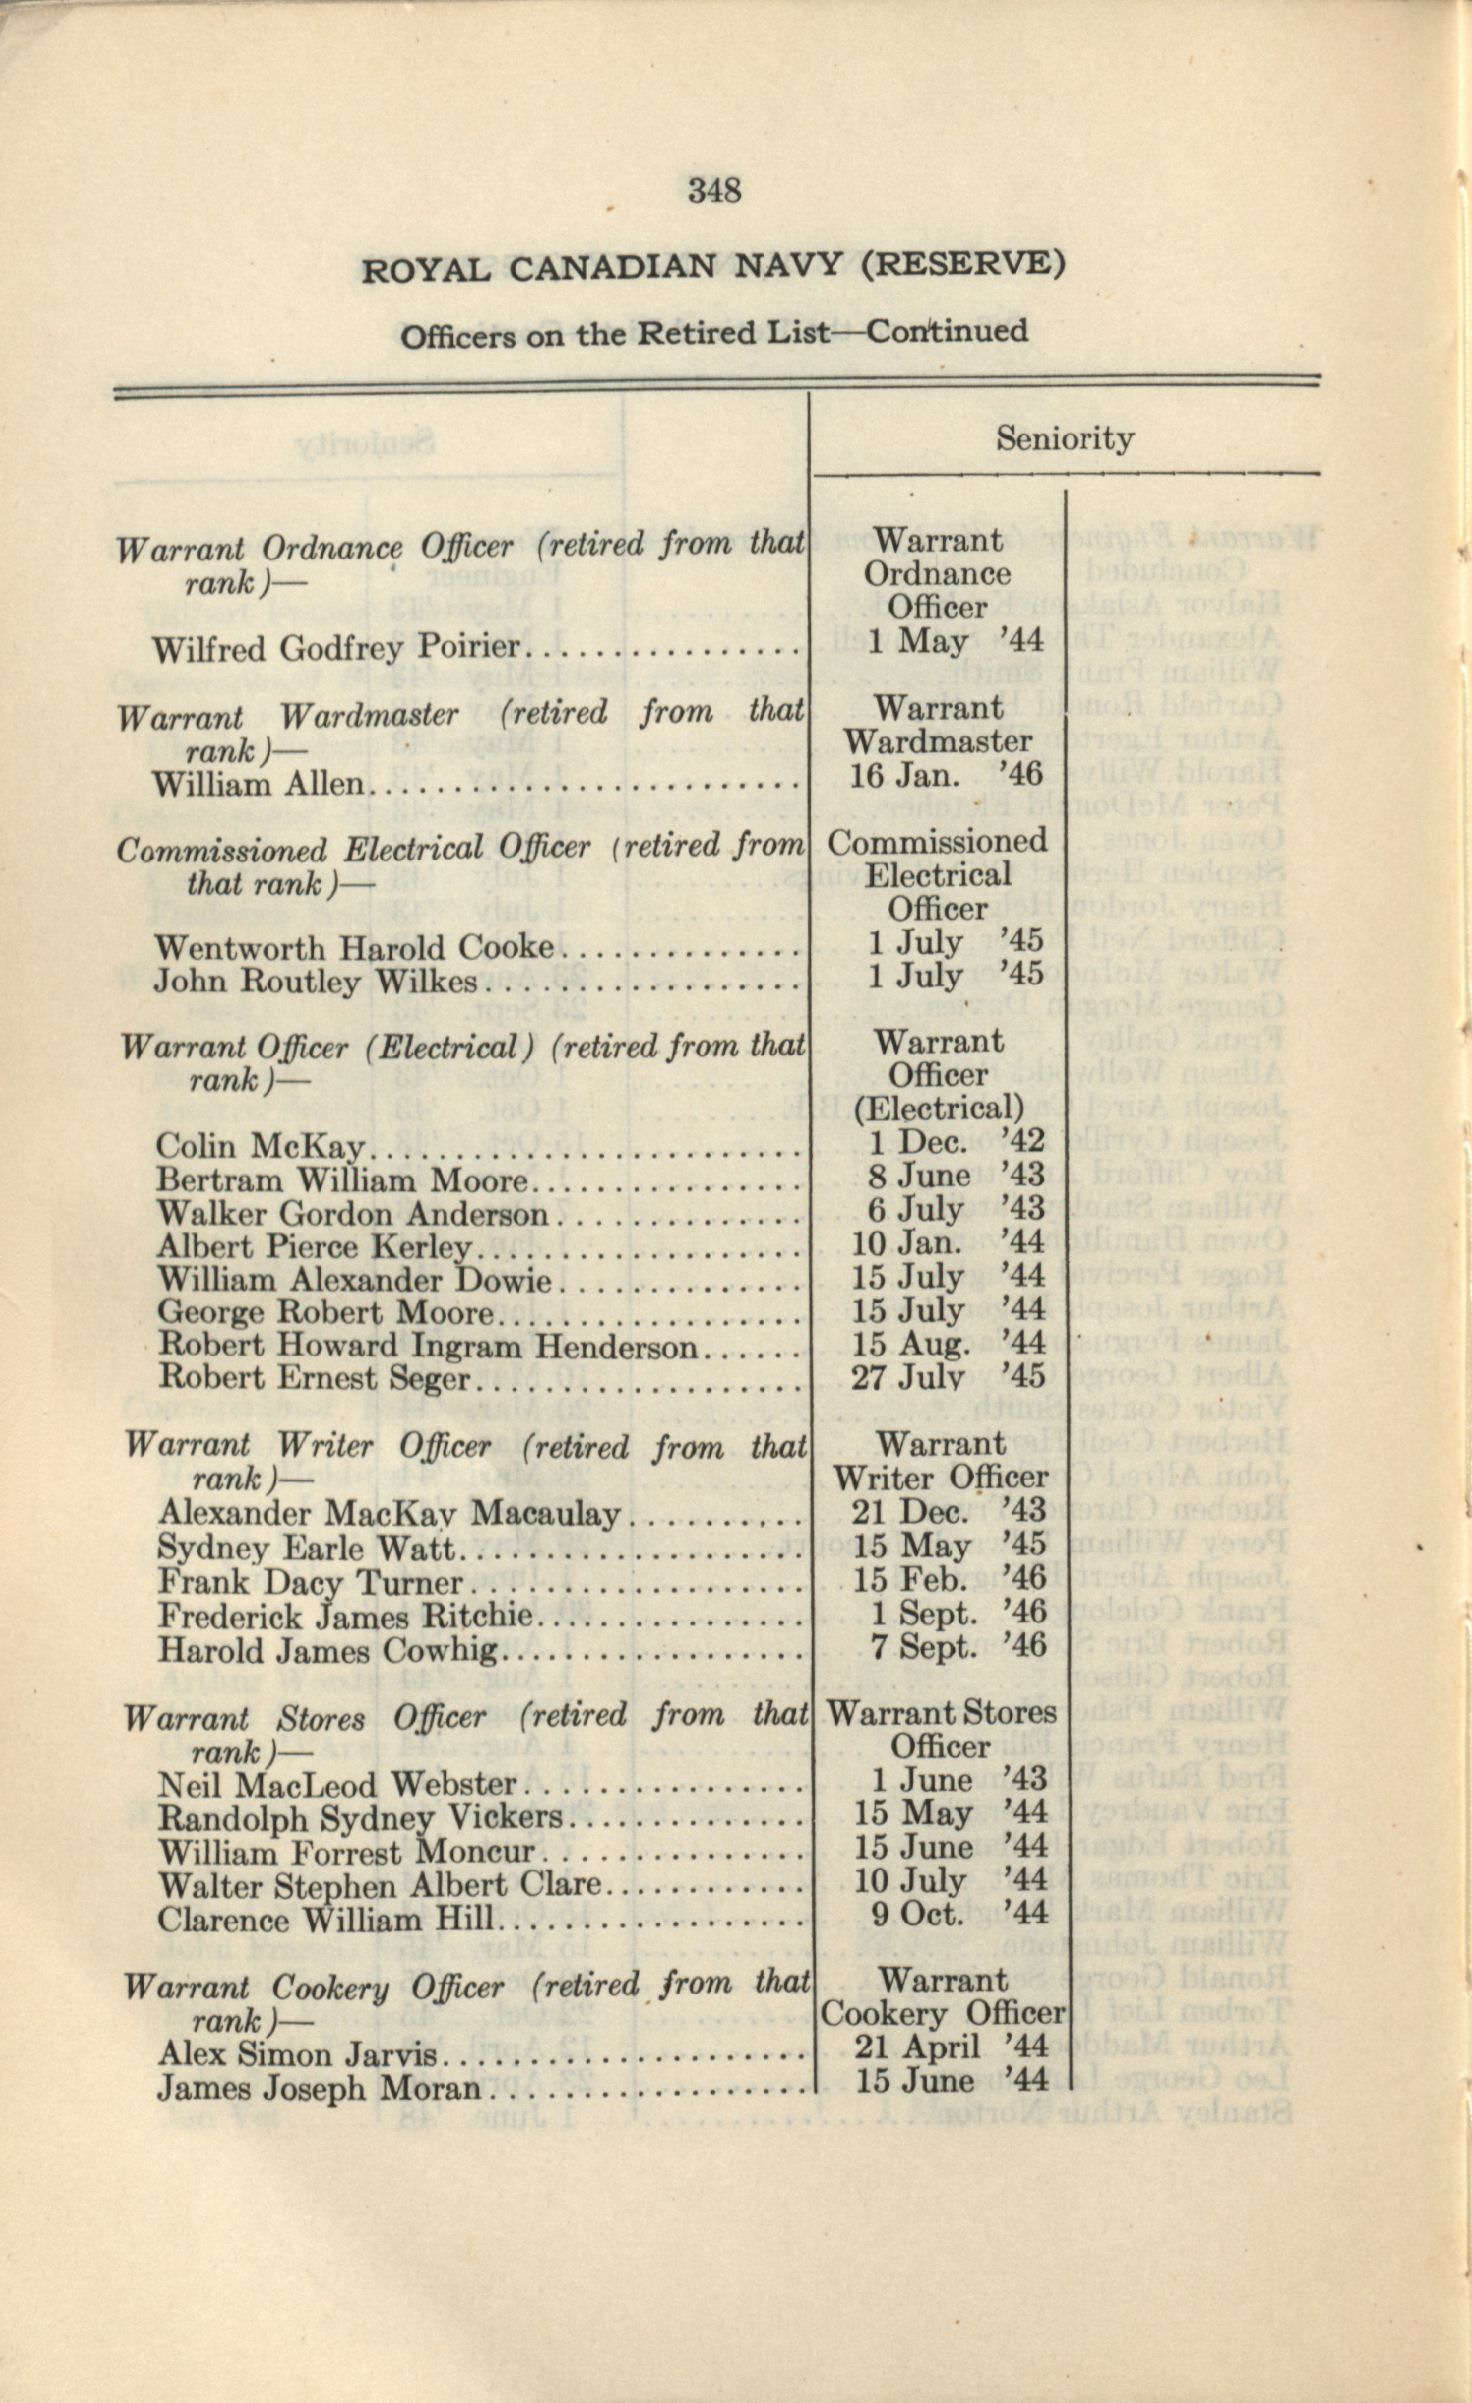 348
ROYAL CANADIAN NAVY (RESERVE)
Officers on the Retired List—Continued
Seniority
Warrant Ordnance Officer (retired from that Warrant
rank)— Ordnance
Officer
Wilfred Godfrey Poirier................. 1 May '44
Warrant Wardmaster (retired from that Warrant
rank)— Wardmaster
William Allen.......................... 16 Jan. '46
Commissioned Electrical Officer (retired from Commissioned
that rank)— Electrical
Officer
Wentworth Harold Cooke............... 1 July '45
John Routley Wilkes................... 1 July '45
Warrant Officer (Electrical) (retired from that Warrant
rank)— Officer
(Electrical)
Colin McKay.......................... 1 Dec. '42
Bertram William Moore................. 8 June '43
Walker Gordon Anderson............... 6 July '43
Albert Pierce Kerley.................... 10 Jan. '44
William Alexander Dowie............... 15 July '44
George Robert Moore................... 15 July '44
Robert Howard Ingram Henderson...... 15 Aug. '44
Robert Ernest Seger.................... 27 July '45
Warrant Writer Officer (retired from that Warrant
rank)— Writer Officer
Alexander MacKay Macaulay........... 21 Dec. '43
Sydney Earle Watt..................... 15 May '45
Frank Dacy Turner.................... 15 Feb. '46
Frederick James Ritchie................ 1 Sept. '46
Harold James Cowhig.................. 7 Sept. '46
Warrant Stores Officer (retired from that Warrant Stores
rank)— Officer
Neil MacLeod Webster................. 1 June '43
Randolph Sydney Vickers.............. 15 May '44
William Forrest Moncur................ 15 June '44
Walter Stephen Albert Clare............ 10 July '44
Clarence William Hill................... 9 Oct. '44
Warrant Cookery Officer (retired from that Warrant
rank)— Cookery Officer
Alex Simon Jarvis...................... 21 April '44
James Joseph Moran................... 15 June '44